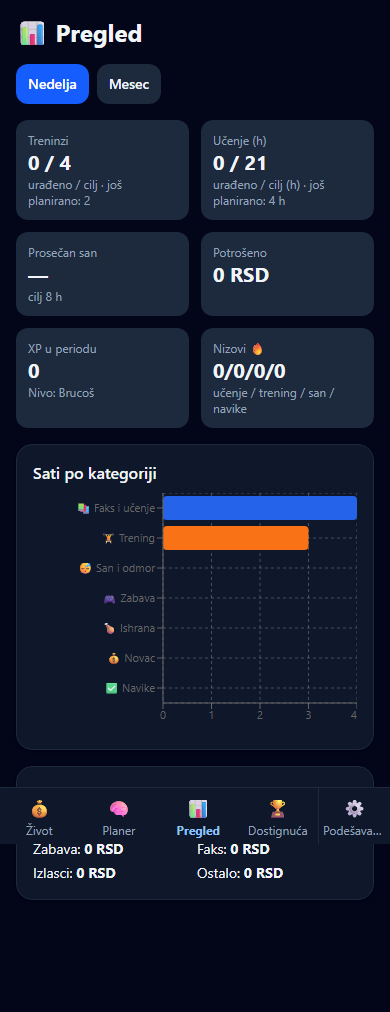 Pregled
Nedelja
Mesec
Treninzi
0 / 4
urađeno / cilj · još
planirano: 2
Učenje (h)
0 / 21
urađeno / cilj (h) · još
planirano: 4 h
Prosečan san
—
cilj 8 h
Potrošeno
0 RSD
XP u periodu
0
Nivo: Brucoš
Nizovi
0/0/0/0
učenje / trening / san /
navike
Sati po kategoriji
Faks i učenje
Trening
San i odmor
Zabava
Ishrana
Novac
Navike
0 1 2 3 4
Život
Planer
Pregled
Dostignuća
Podešava...
Zabava: 0 RSD
Faks: 0 RSD
Izlasci: 0 RSD
Ostalo: 0 RSD